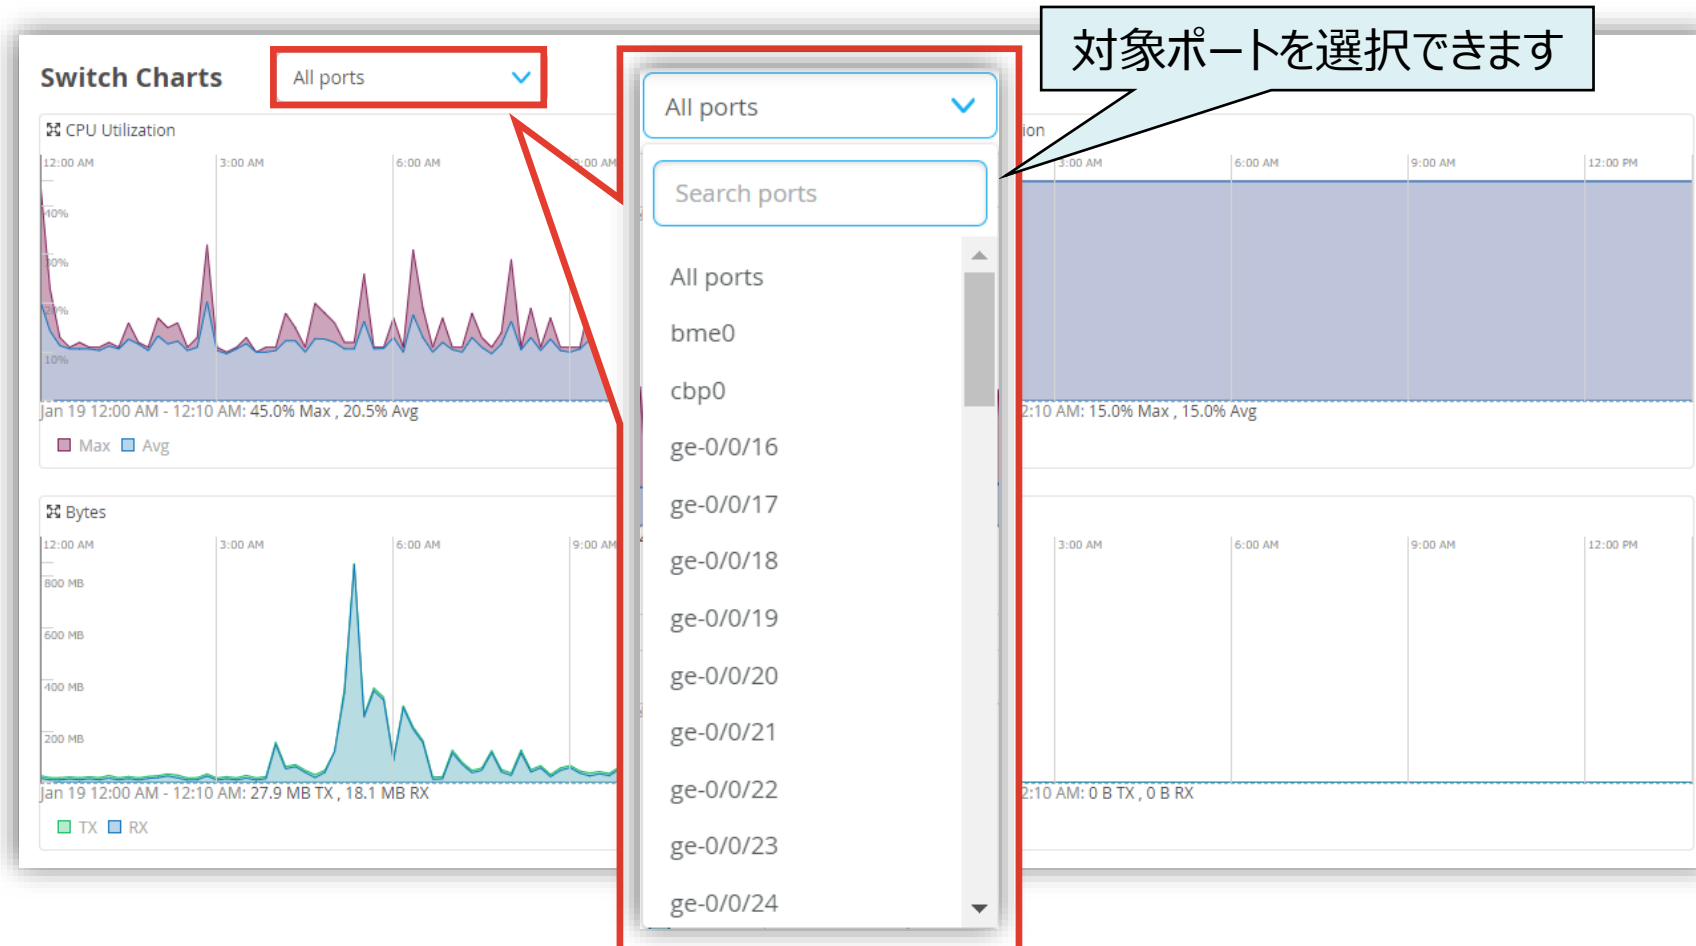 対象ポートを選択できます
Switch Charts
All ports
CPU Utilization
12:00 AM
3:00 AM
6:00 AM
9:00 AM
40%
30%
20%
10%
Jan 19 12:00 AM - 12:10 AM: 45.0% Max , 20.5% Avg
Max
Avg
Bytes
12:00 AM
3:00 AM
6:00 AM
9:00 AM
800 MB
600 MB
400 MB
200 MB
Jan 19 12:00 AM - 12:10 AM: 27.9 MB TX , 18.1 MB RX
TX
RX
All ports
Search ports
All ports
bme0
cbp0
ge-0/0/16
ge-0/0/17
ge-0/0/18
ge-0/0/19
ge-0/0/20
ge-0/0/21
ge-0/0/22
ge-0/0/23
ge-0/0/24
ion
3:00 AM
6:00 AM
9:00 AM
12:00 PM
2:10 AM: 15.0% Max , 15.0% Avg
3:00 AM
6:00 AM
9:00 AM
12:00 PM
2:10 AM: 0 B TX , 0 B RX